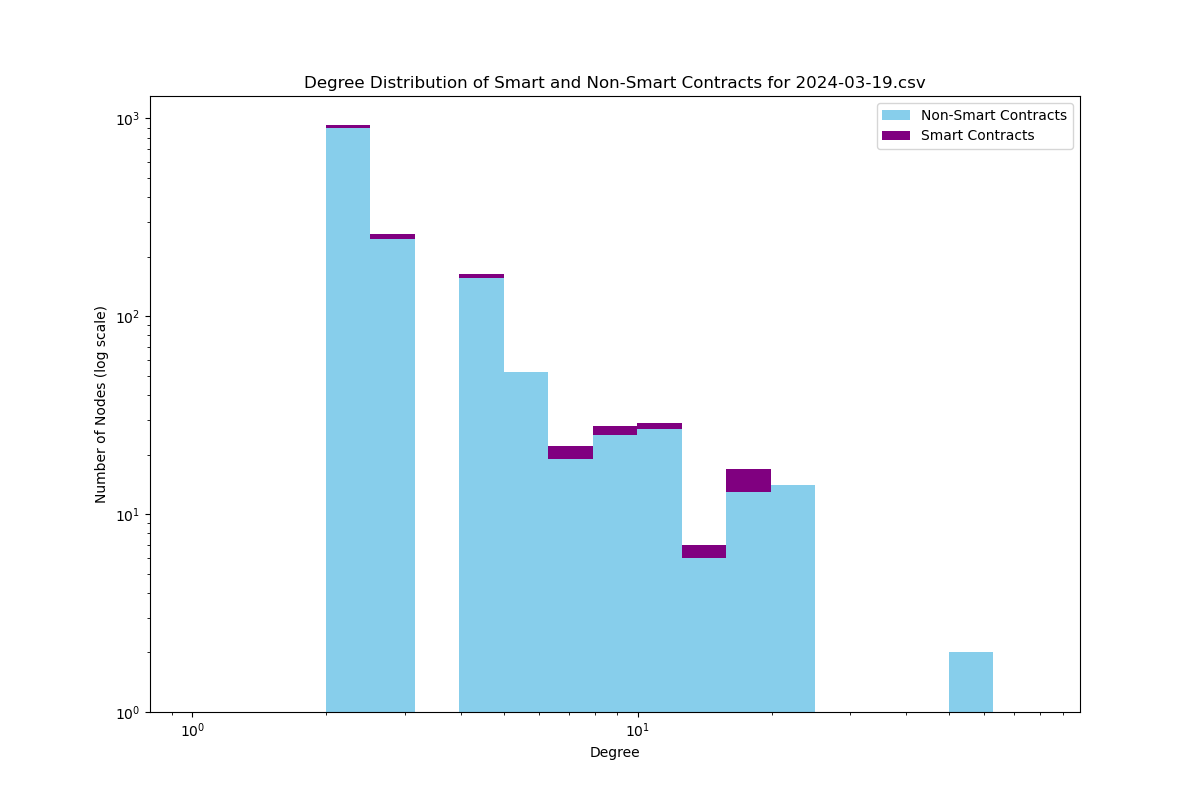 Degree Distribution of Smart and Non-Smart Contracts for 2024-03-19.csv
Non-Smart Contracts
Smart Contracts
Number of Nodes (log scale)
10³
10²
10¹
10⁰
10⁰ 10¹
Degree